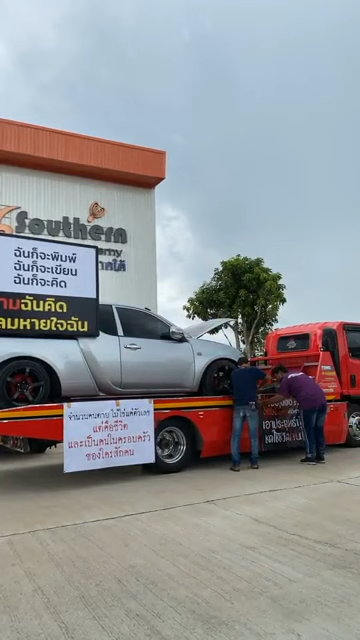 Southern
ฉันก็จะพิมพ์
ฉันก็จะเขียน
ฉันก็จะคิด
ามฉันคิด
ลมหายใจฉัน
จำนวนคนตาย ไม่ใช่แค่ตัวเลข
แต่คือชีวิต
และเป็นคนในครอบครัว
ของใครสักคน